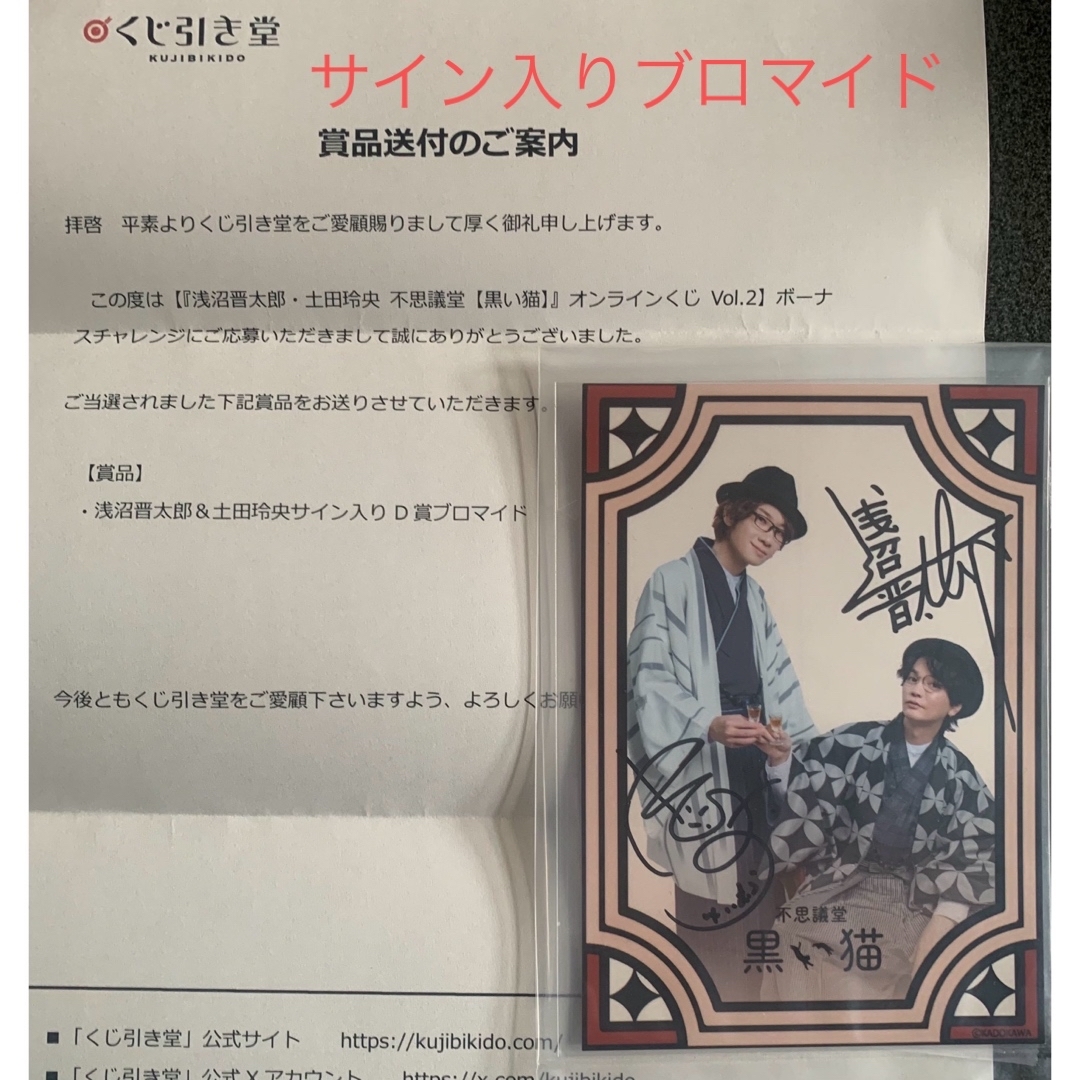 くじ引き堂
KUJIBIKIDO
サイン入りブロマイド
賞品送付のご案内
拝啓　平素よりくじ引き堂をご愛顧賜りまして厚く御礼申し上げます。
この度は【『浅沼晋太郎・土田玲央 不思議堂【黒い猫】』オンラインくじ Vol.2】ボーナ
スチャレンジにご応募いただきまして誠にありがとうございました。
ご当選されました下記賞品をお送りさせていただきます。
【賞品】
・浅沼晋太郎＆土田玲央サイン入り D 賞ブロマイド
今後ともくじ引き堂をご愛顧下さいますよう、よろしくお願
■「くじ引き堂」公式サイト　　https://kujibikido.com/
■「くじ引き堂」公式 X アカウント　　https://x.com/kujibikido
浅沼晋太郎
不思議堂
黒い猫
©KADOKAWA